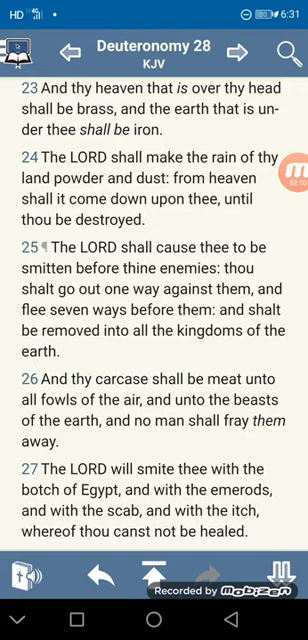 HD 4G 6:31
Deuteronomy 28
KJV
23 And thy heaven that is over thy head
shall be brass, and the earth that is un-
der thee shall be iron.
24 The LORD shall make the rain of thy
land powder and dust: from heaven
shall it come down upon thee, until
thou be destroyed.
25 ¶ The LORD shall cause thee to be
smitten before thine enemies: thou
shalt go out one way against them, and
flee seven ways before them: and shalt
be removed into all the kingdoms of the
earth.
26 And thy carcase shall be meat unto
all fowls of the air, and unto the beasts
of the earth, and no man shall fray them
away.
27 The LORD will smite thee with the
botch of Egypt, and with the emerods,
and with the scab, and with the itch,
whereof thou canst not be healed.
M
52:10
Recorded by mobizen